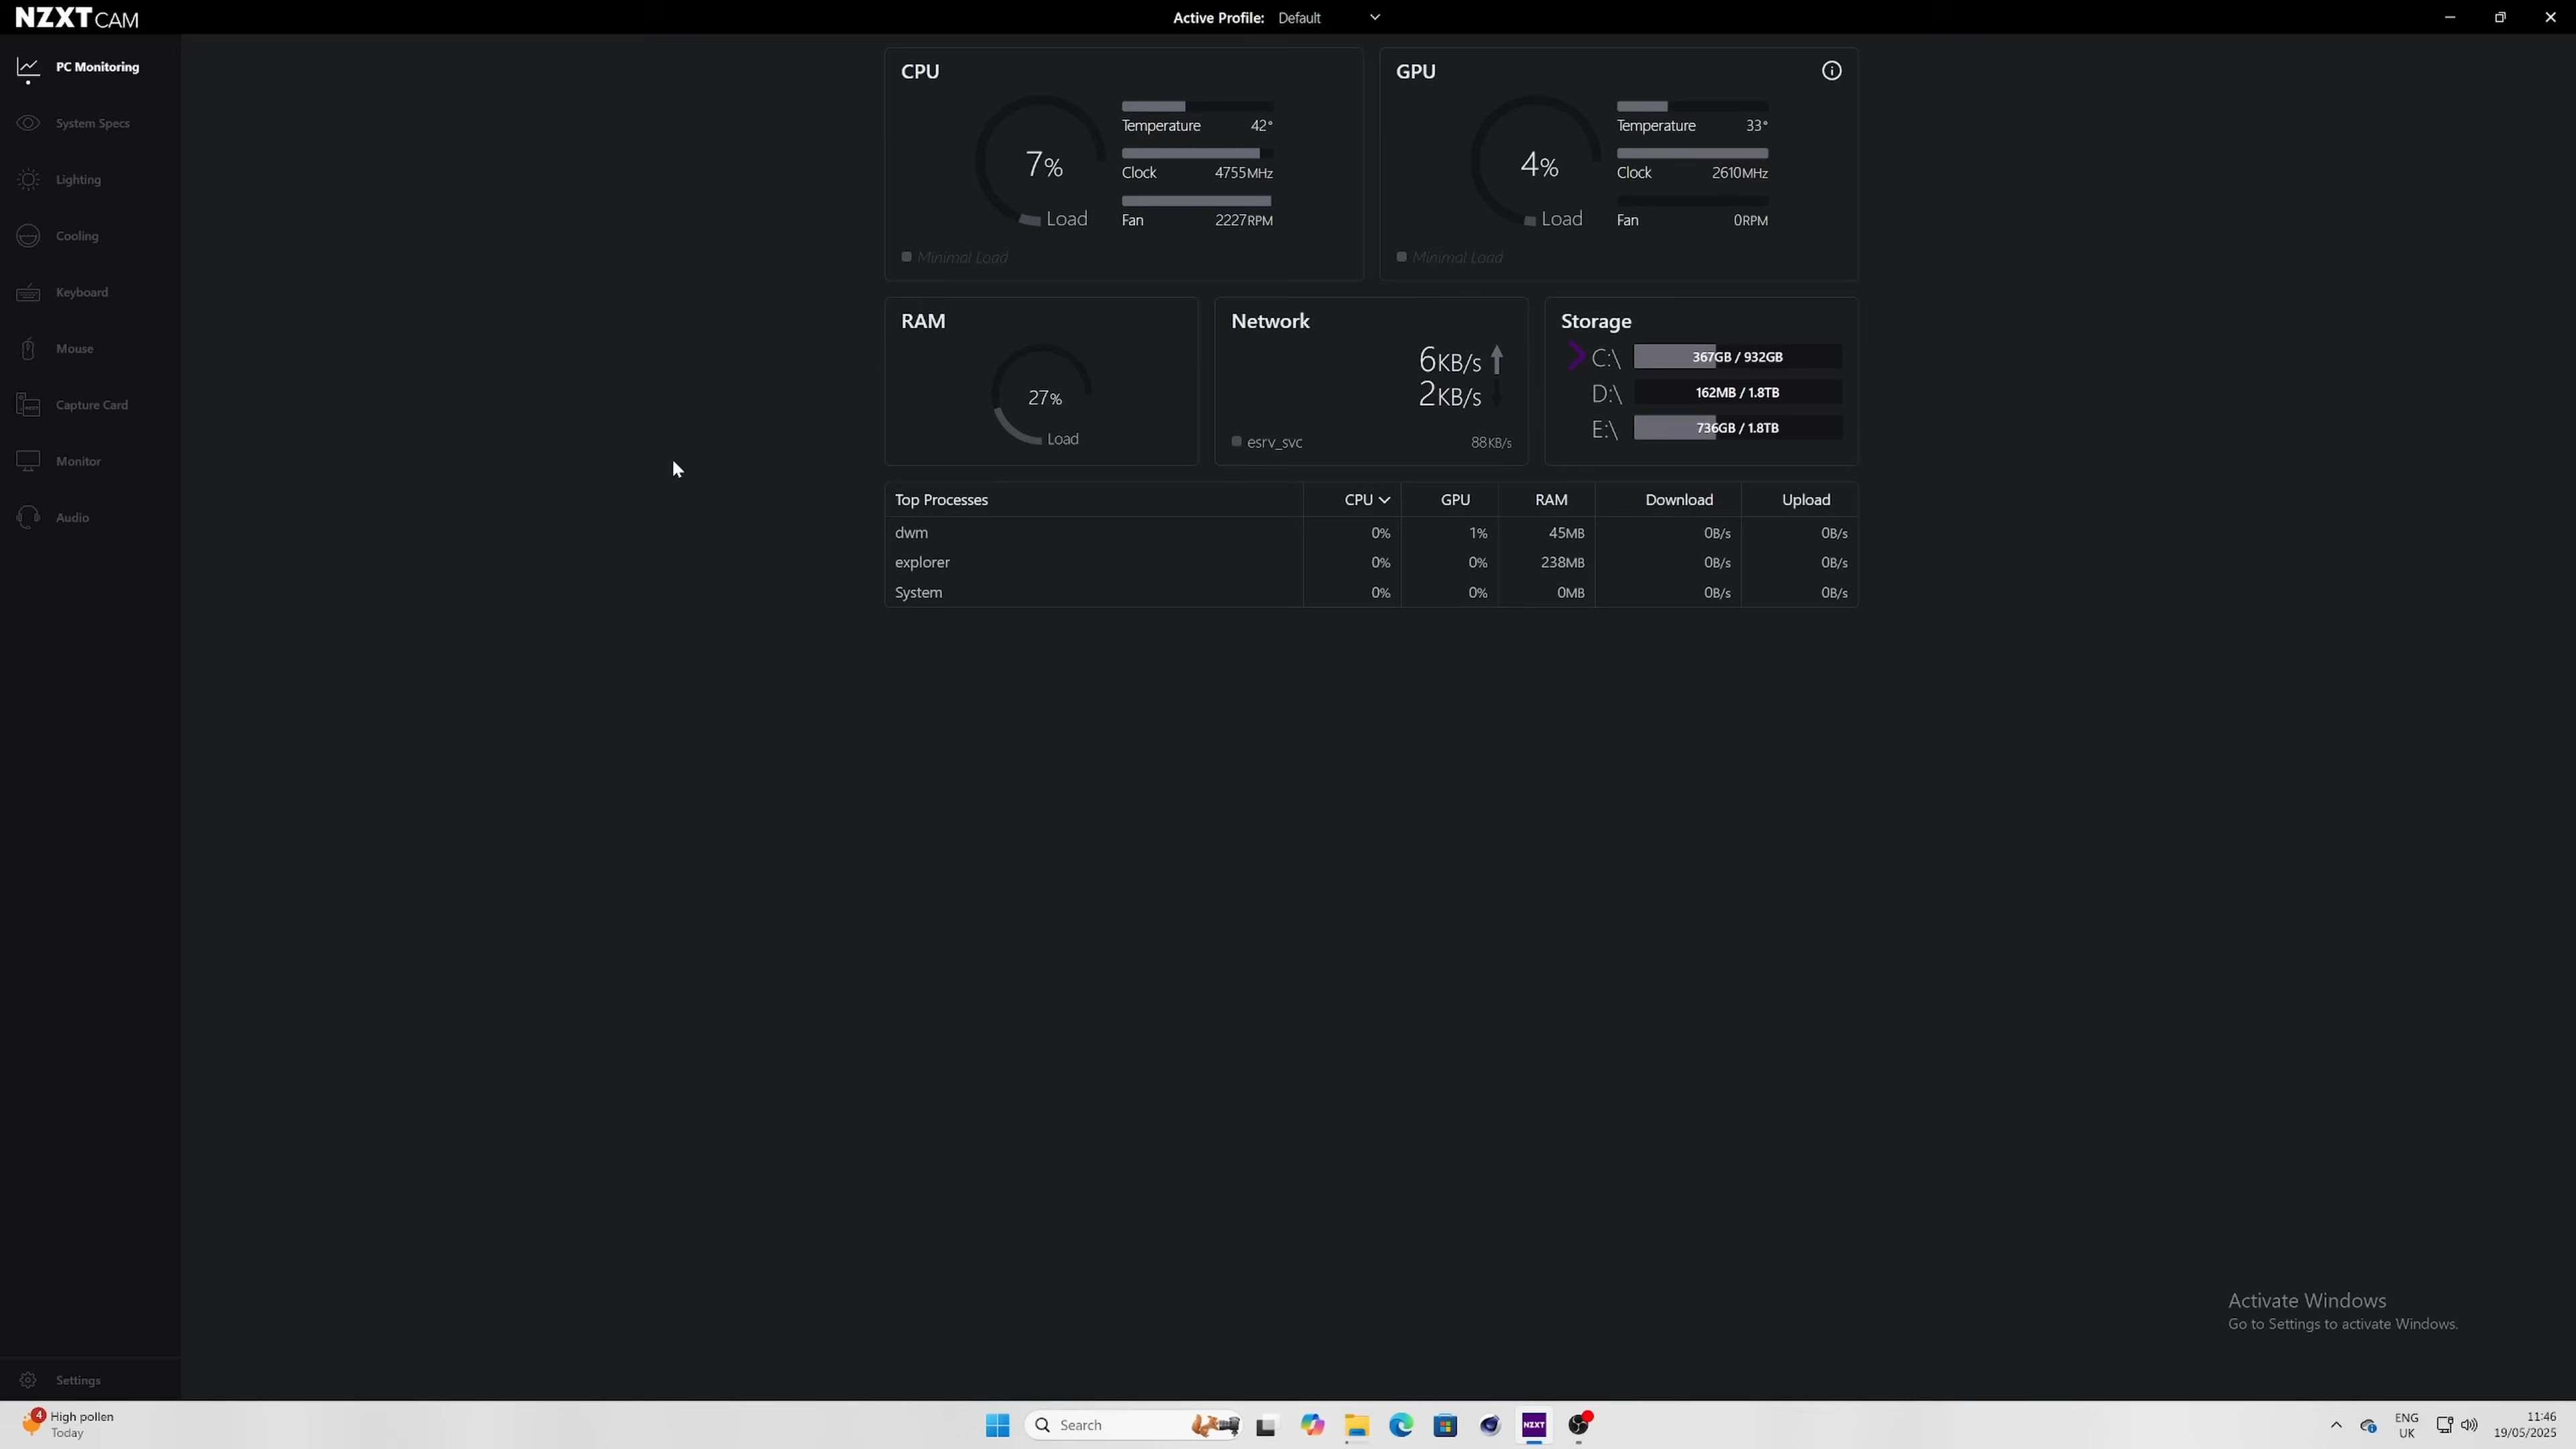 NZXT CAM
Active Profile: Default
PC Monitoring
System Specs
Lighting
Cooling
Keyboard
Mouse
Capture Card
Monitor
Audio
Settings
CPU
7%
Load
Temperature 42°
Clock 4755MHz
Fan 2227RPM
Minimal Load
GPU
4%
Load
Temperature 33°
Clock 2610MHz
Fan 0RPM
Minimal Load
RAM
27%
Load
Network
6KB/s
2KB/s
esrv_svc 88KB/s
Storage
C:\ 367GB / 932GB
D:\ 162MB / 1.8TB
E:\ 736GB / 1.8TB
Top Processes CPU GPU RAM Download Upload
dwm 0% 1% 45MB 0B/s 0B/s
explorer 0% 0% 238MB 0B/s 0B/s
System 0% 0% 0MB 0B/s 0B/s
Activate Windows
Go to Settings to activate Windows.
4
High pollen
Today
Search
NZXT
ENG
UK
11:46
19/05/2025